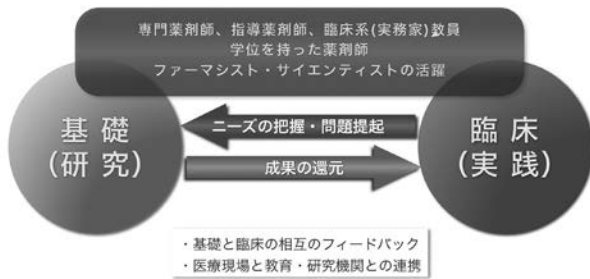 専門薬剤師、指導薬剤師、臨床系(実務家)教員
学位を持った薬剤師
ファーマシスト・サイエンティストの活躍
基 礎
(研 究)
ニーズの把握・問題提起
成果の還元
臨 床
(実 践)
・基礎と臨床の相互のフィードバック
・医療現場と教育・研究機関との連携